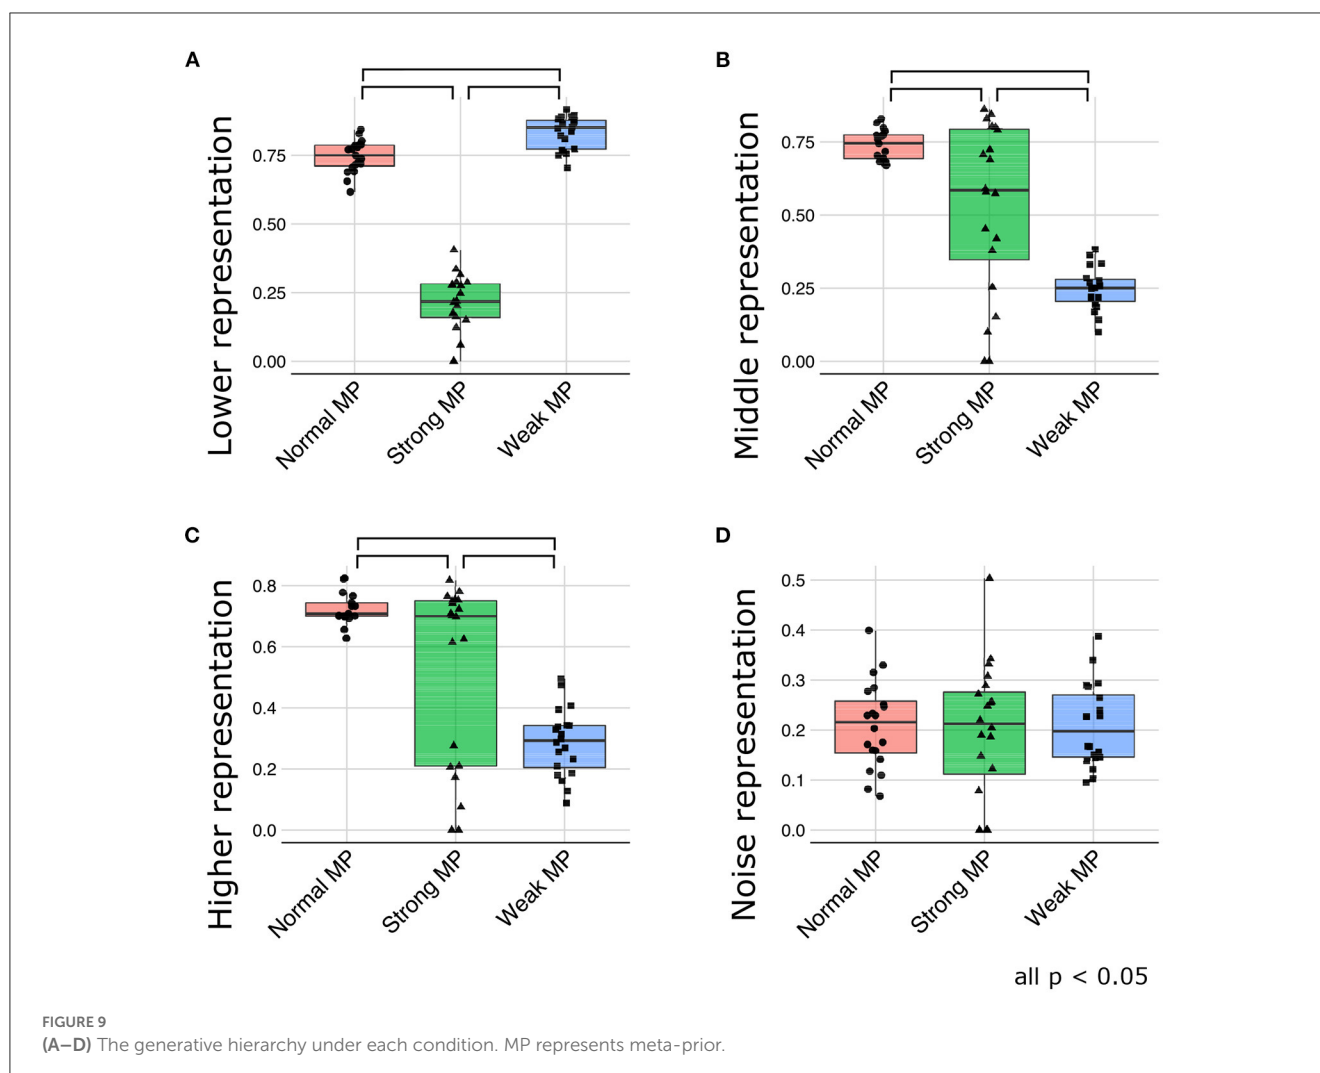 A
Lower representation
0.75
0.50
0.25
0.00
Normal MP
Strong MP
Weak MP
B
Middle representation
0.75
0.50
0.25
0.00
Normal MP
Strong MP
Weak MP
C
Higher representation
0.8
0.6
0.4
0.2
0.0
Normal MP
Strong MP
Weak MP
D
Noise representation
0.5
0.4
0.3
0.2
0.1
0.0
Normal MP
Strong MP
Weak MP
all p < 0.05
FIGURE 9
(A–D) The generative hierarchy under each condition. MP represents meta-prior.